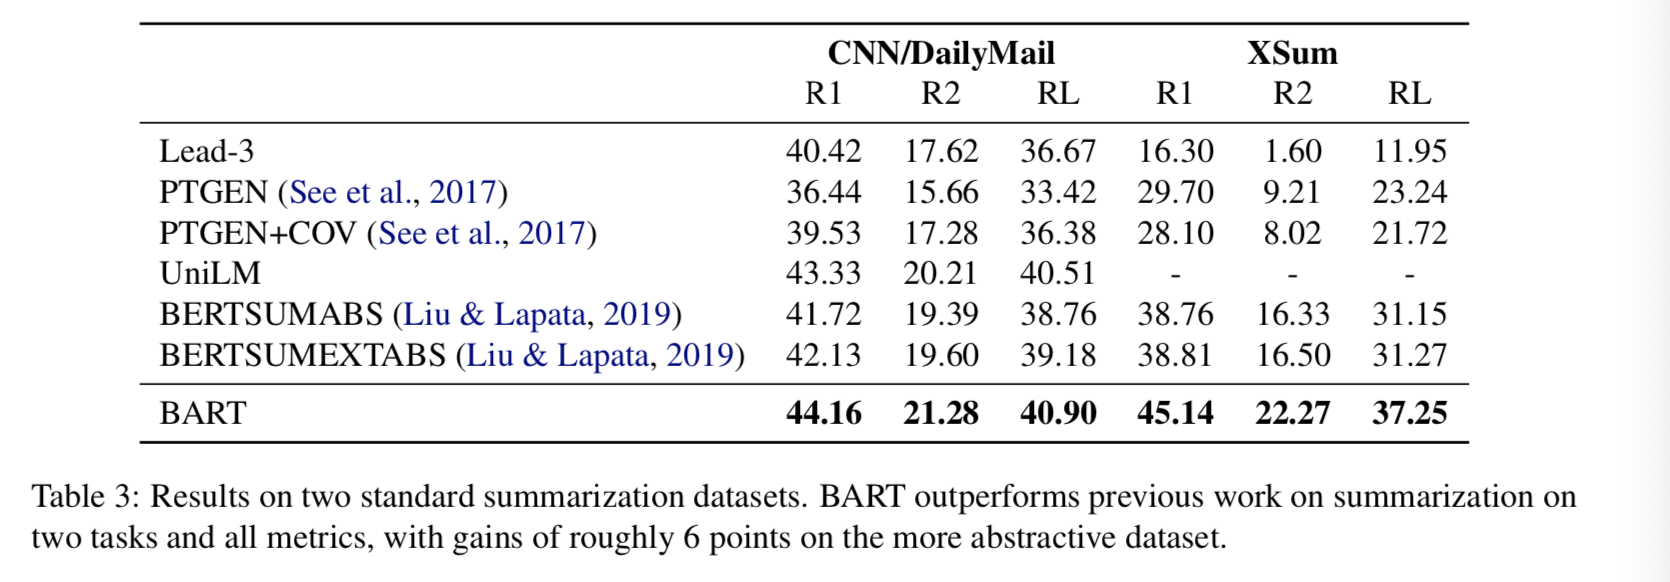 CNN/DailyMail XSum
R1 R2 RL R1 R2 RL
Lead-3 40.42 17.62 36.67 16.30 1.60 11.95
PTGEN (See et al., 2017) 36.44 15.66 33.42 29.70 9.21 23.24
PTGEN+COV (See et al., 2017) 39.53 17.28 36.38 28.10 8.02 21.72
UniLM 43.33 20.21 40.51 - - -
BERTSUMABS (Liu & Lapata, 2019) 41.72 19.39 38.76 38.76 16.33 31.15
BERTSUMEXTABS (Liu & Lapata, 2019) 42.13 19.60 39.18 38.81 16.50 31.27
BART 44.16 21.28 40.90 45.14 22.27 37.25
Table 3: Results on two standard summarization datasets. BART outperforms previous work on summarization on
two tasks and all metrics, with gains of roughly 6 points on the more abstractive dataset.